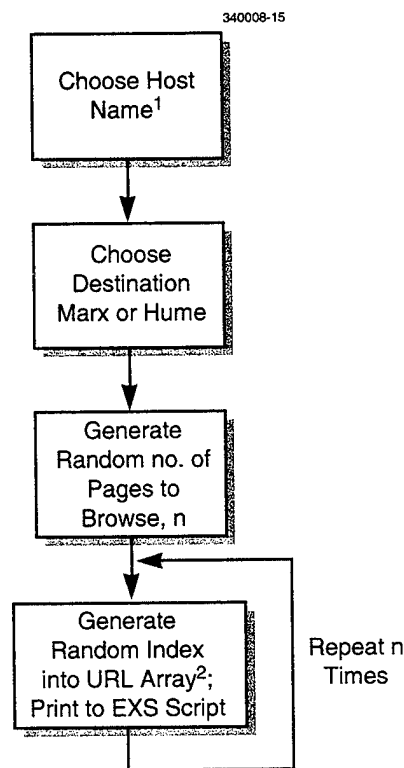 340008-15
Choose Host
Name¹
Choose
Destination
Marx or Hume
Generate
Random no. of
Pages to
Browse, n
Generate
Random Index
into URL Array²;
Print to EXS Script
Repeat n
Times